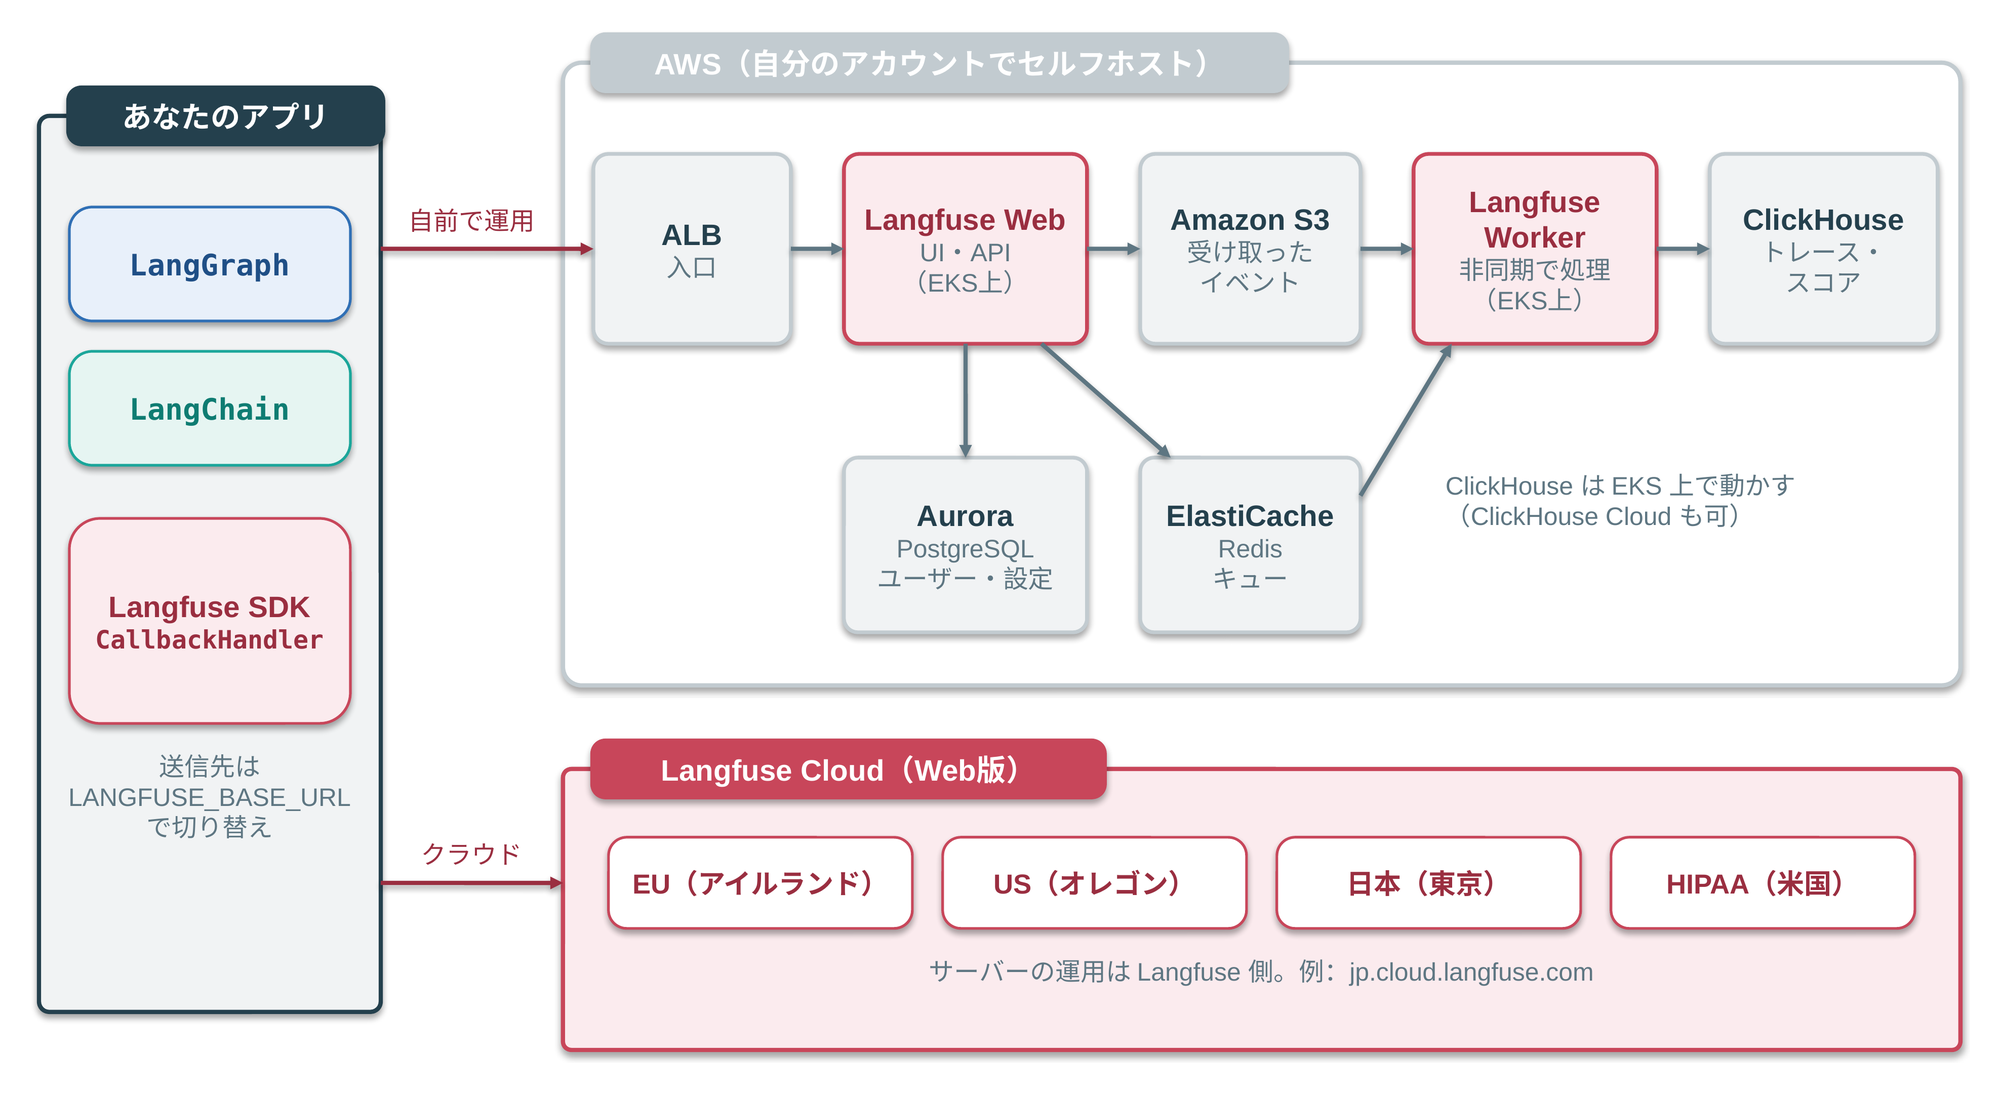 あなたのアプリ
LangGraph
LangChain
Langfuse SDK
CallbackHandler
送信先は
LANGFUSE_BASE_URL
で切り替え
自前で運用
クラウド
AWS（自分のアカウントでセルフホスト）
ALB
入口
Langfuse Web
UI・API
（EKS上）
Amazon S3
受け取った
イベント
Langfuse
Worker
非同期で処理
（EKS上）
ClickHouse
トレース・
スコア
Aurora
PostgreSQL
ユーザー・設定
ElastiCache
Redis
キュー
ClickHouse は EKS 上で動かす
（ClickHouse Cloud も可）
Langfuse Cloud（Web版）
EU（アイルランド）
US（オレゴン）
日本（東京）
HIPAA（米国）
サーバーの運用は Langfuse 側。例：jp.cloud.langfuse.com